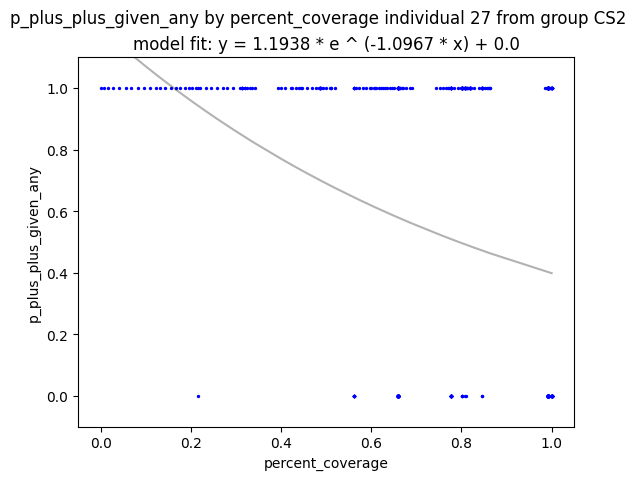 p_plus_plus_given_any by percent_coverage individual 27 from group CS2
model fit: y = 1.1938 * e ^ (-1.0967 * x) + 0.0
1.0
0.8
0.6
0.4
0.2
0.0
p_plus_plus_given_any
0.0 0.2 0.4 0.6 0.8 1.0
percent_coverage